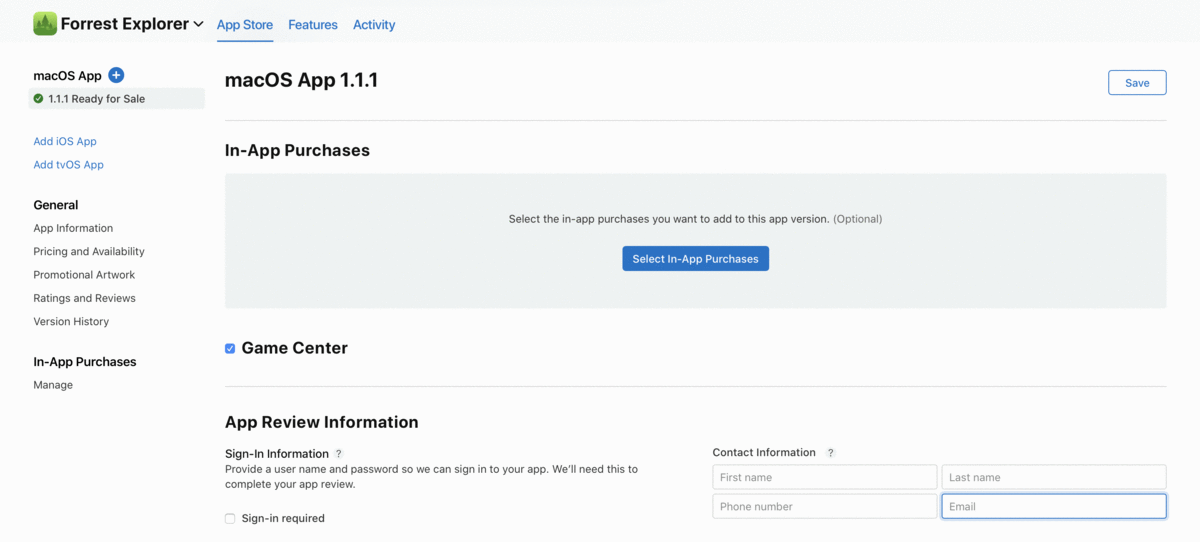 Forrest Explorer
App Store
Features
Activity
macOS App
1.1.1 Ready for Sale
Add iOS App
Add tvOS App
General
App Information
Pricing and Availability
Promotional Artwork
Ratings and Reviews
Version History
In-App Purchases
Manage
macOS App 1.1.1
Save
In-App Purchases
Select the in-app purchases you want to add to this app version. (Optional)
Select In-App Purchases
Game Center
App Review Information
Sign-In Information ?
Provide a user name and password so we can sign in to your app. We’ll need this to
complete your app review.
Sign-in required
Contact Information ?
First name
Last name
Phone number
Email